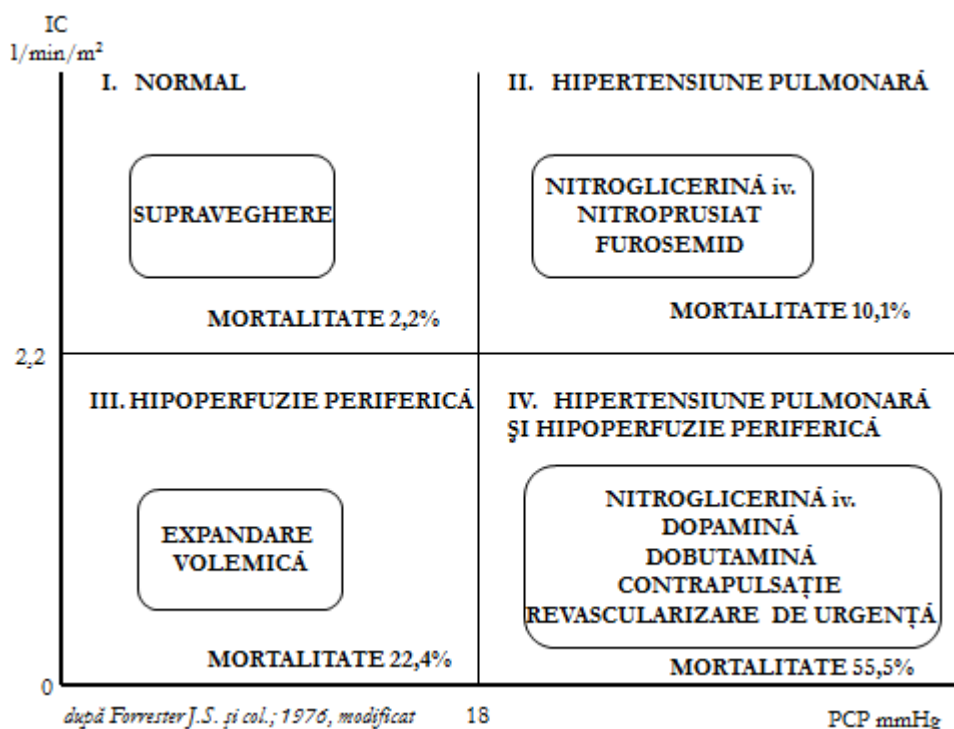 IC
l/min/m²
I. NORMAL
II. HIPERTENSIUNE PULMONARĂ
SUPRAVEGHERE
NITROGLICERINĂ iv.
NITROPRUSIAT
FUROSEMID
MORTALITATE 2,2%
MORTALITATE 10,1%
2,2
III. HIPOPERFUZIE PERIFERICĂ
IV. HIPERTENSIUNE PULMONARĂ
ŞI HIPOPERFUZIE PERIFERICĂ
EXPANDARE
VOLEMICĂ
NITROGLICERINĂ iv.
DOPAMINĂ
DOBUTAMINĂ
CONTRAPULSAŢIE
REVASCULARIZARE DE URGENŢĂ
MORTALITATE 22,4%
MORTALITATE 55,5%
0
după Forrester J.S. şi col.; 1976, modificat
18
PCP mmHg